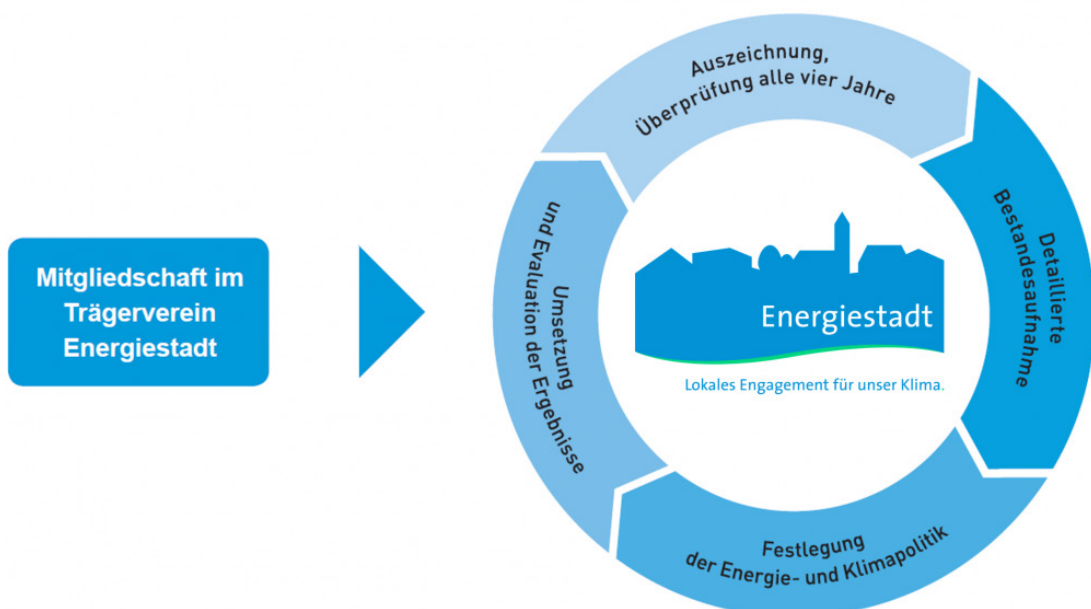 Mitgliedschaft im
Trägerverein
Energiestadt
Auszeichnung,
Überprüfung alle vier Jahre
Detaillierte
Bestandesaufnahme
Festlegung
der Energie- und Klimapolitik
Umsetzung
und Evaluation der Ergebnisse
Energiestadt
Lokales Engagement für unser Klima.